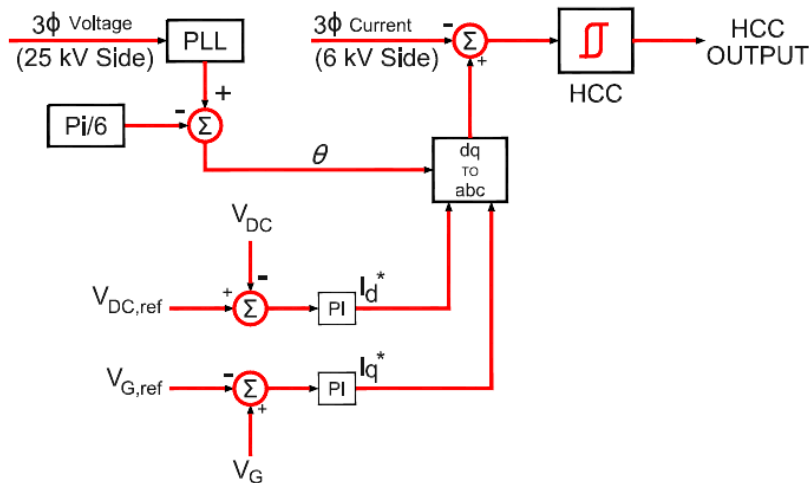 3ϕ Voltage
(25 kV Side)
PLL
3ϕ Current
(6 kV Side)
-
Σ
+
HCC
HCC
OUTPUT
+
-
Σ
Pi/6
θ
dq
TO
abc
V_DC
-
+
Σ
V_DC,ref
PI
I_d*
-
Σ
+
V_G,ref
PI
I_q*
V_G